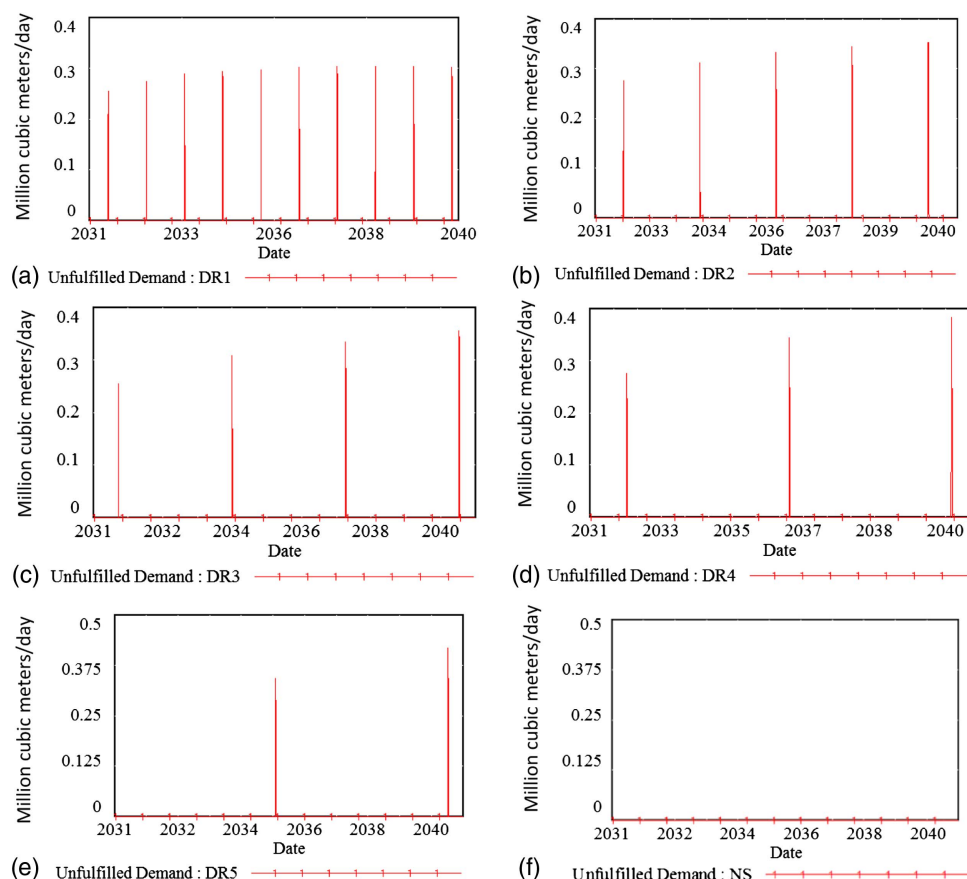 Million cubic meters/day
0.4
0.3
0.2
0.1
0
2031 2033 2036 2038 2040
Date
(a) Unfulfilled Demand : DR1
Million cubic meters/day
0.4
0.3
0.2
0.1
0
2031 2033 2034 2036 2037 2039 2040
Date
(b) Unfulfilled Demand : DR2
Million cubic meters/day
0.4
0.3
0.2
0.1
0
2031 2032 2034 2036 2038 2040
Date
(c) Unfulfilled Demand : DR3
Million cubic meters/day
0.4
0.3
0.2
0.1
0
2031 2033 2035 2037 2038 2040
Date
(d) Unfulfilled Demand : DR4
Million cubic meters/day
0.5
0.375
0.25
0.125
0
2031 2032 2034 2036 2038 2040
Date
(e) Unfulfilled Demand : DR5
Million cubic meters/day
0.5
0.375
0.25
0.125
0
2031 2032 2034 2036 2038 2040
Date
(f) Unfulfilled Demand : NS